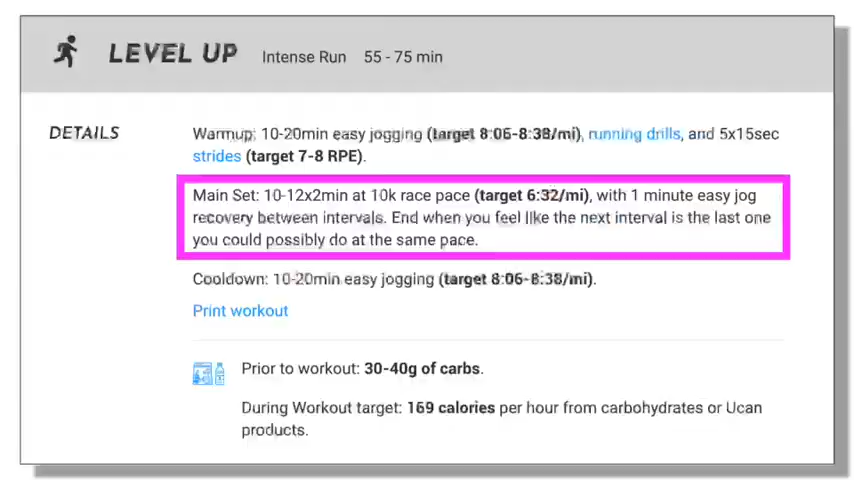 LEVEL UP Intense Run 55 - 75 min
DETAILS
Warmup: 10-20min easy jogging (target 8:06-8:38/mi), running drills, and 5x15sec
strides (target 7-8 RPE).
Main Set: 10-12x2min at 10k race pace (target 6:32/mi), with 1 minute easy jog
recovery between intervals. End when you feel like the next interval is the last one
you could possibly do at the same pace.
Cooldown: 10-20min easy jogging (target 8:06-8:38/mi).
Print workout
Prior to workout: 30-40g of carbs.
During Workout target: 169 calories per hour from carbohydrates or Ucan
products.